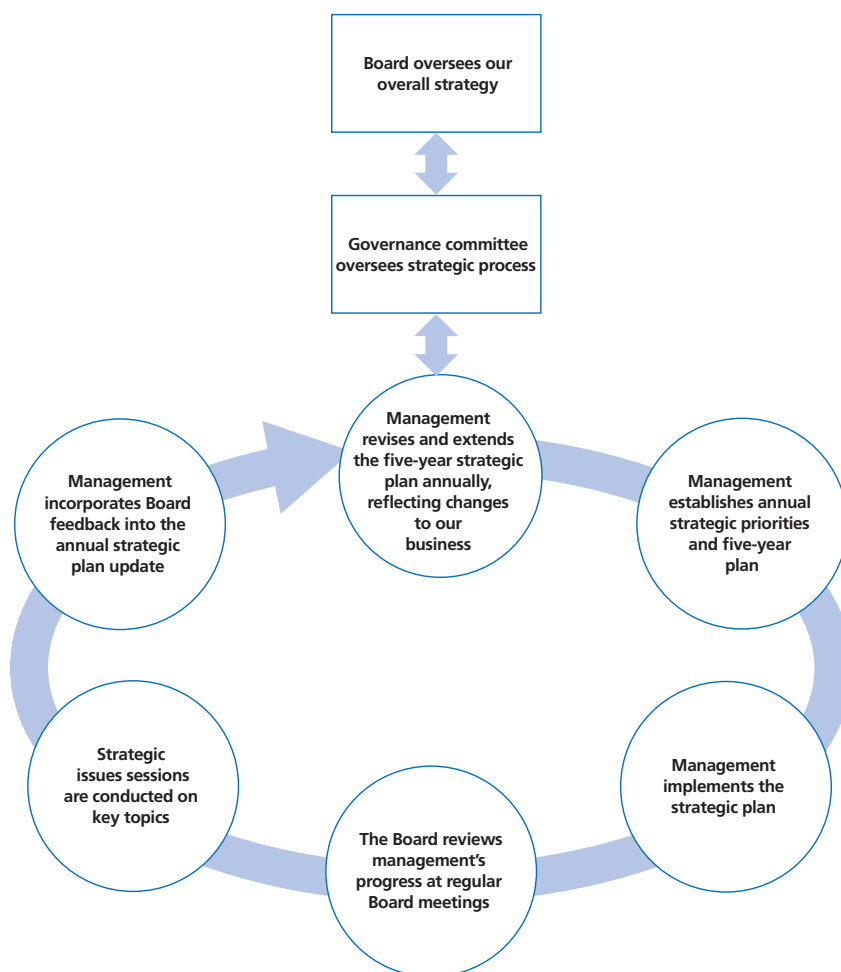 Board oversees our
overall strategy
Governance committee
oversees strategic process
Management
revises and extends
the five-year strategic
plan annually,
reflecting changes
to our
business
Management
establishes annual
strategic priorities
and five-year
plan
Management
implements the
strategic plan
The Board reviews
management’s
progress at regular
Board meetings
Strategic
issues sessions
are conducted on
key topics
Management
incorporates Board
feedback into the
annual strategic
plan update